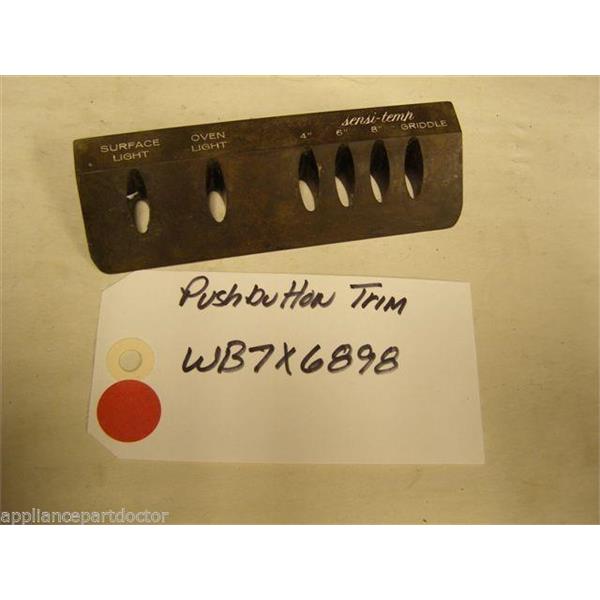 sensi-temp
SURFACE LIGHT
OVEN LIGHT
4" 6" 8" GRIDDLE
Pushbutton Trim
WB7X6898
appliancepartdoctor